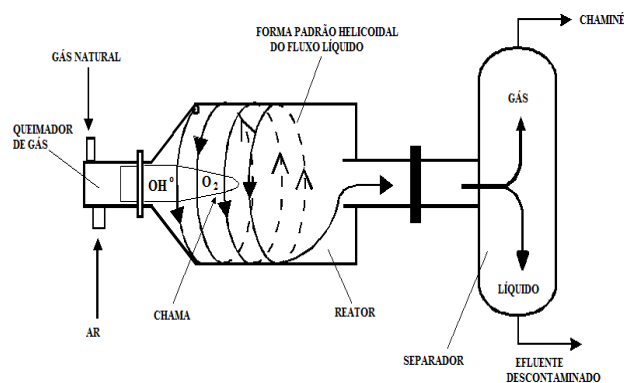 CHAMINÉ
FORMA PADRÃO HELICOIDAL
DO FLUXO LÍQUIDO
GÁS NATURAL
QUEIMADOR
DE GÁS
GÁS
OH°
O2
LÍQUIDO
CHAMA
REATOR
AR
SEPARADOR
EFLUENTE
DESCONTAMINADO